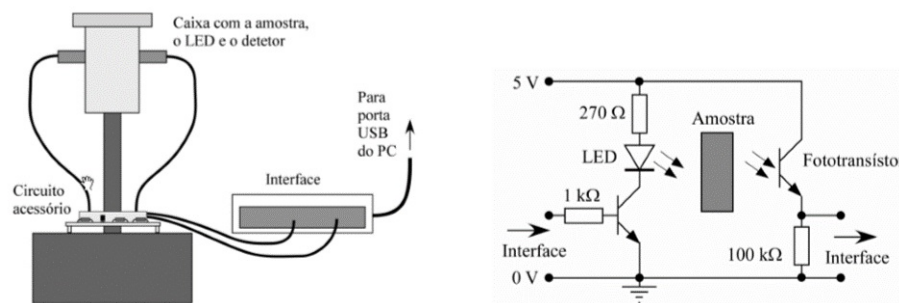 Caixa com a amostra,
o LED e o detetor
Para
porta
USB
do PC
Interface
Circuito
acessório
5 V
270 Ω
Amostra
LED
Fototransísto
1 kΩ
Interface
100 kΩ
Interface
0 V